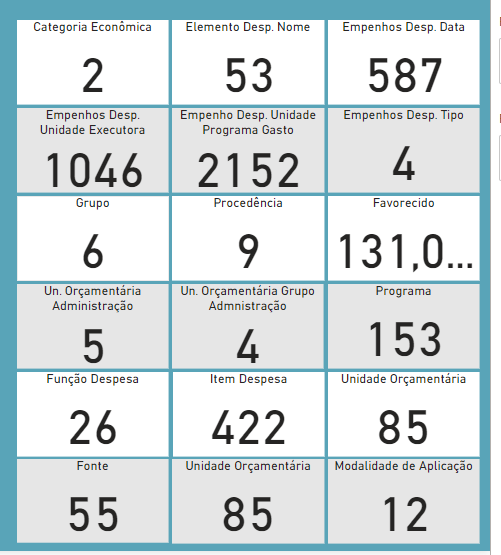 Categoria Econômica
2
Elemento Desp. Nome
53
Empenhos Desp. Data
587
Empenhos Desp.
Unidade Executora
1046
Empenho Desp. Unidade
Programa Gasto
2152
Empenhos Desp. Tipo
4
Grupo
6
Procedência
9
Favorecido
131,0...
Un. Orçamentária
Administração
5
Un. Orçamentária Grupo
Admnistração
4
Programa
153
Função Despesa
26
Item Despesa
422
Unidade Orçamentária
85
Fonte
55
Unidade Orçamentária
85
Modalidade de Aplicação
12